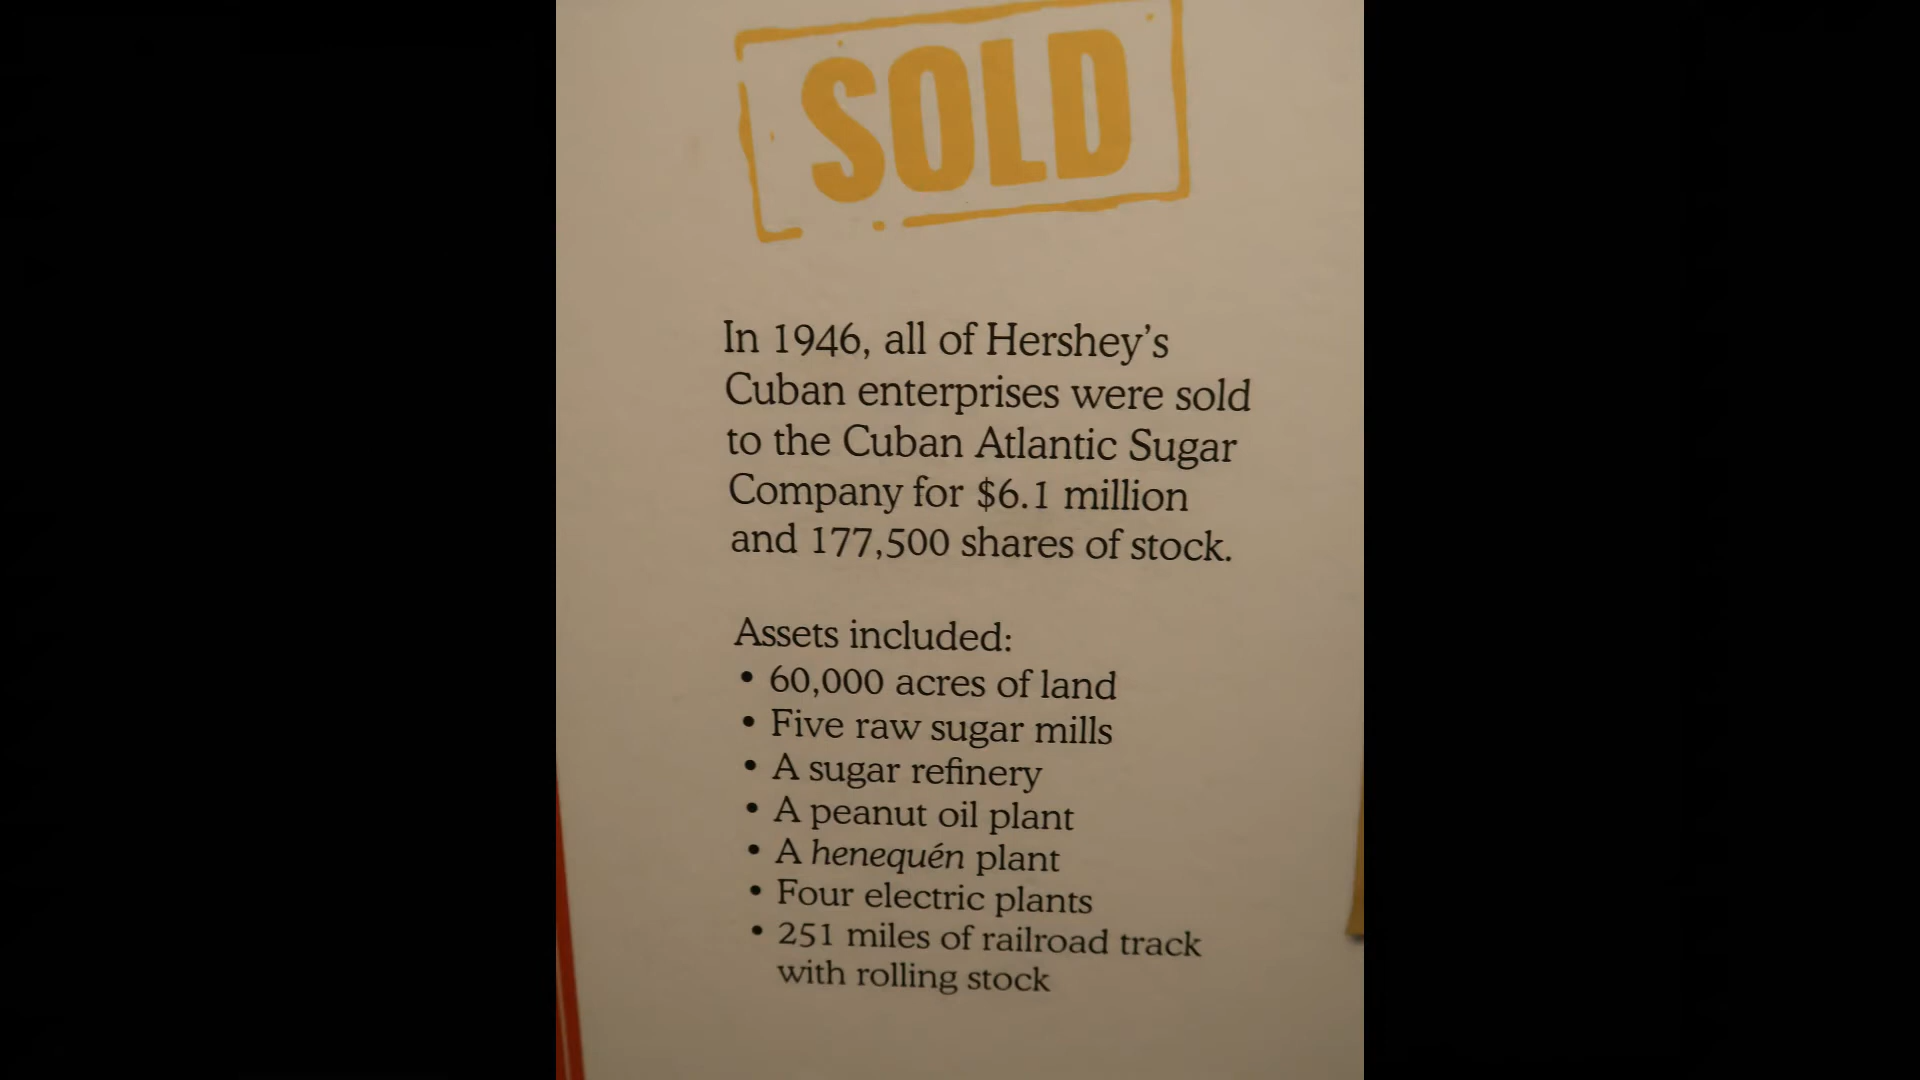 SOLD
In 1946, all of Hershey's
Cuban enterprises were sold
to the Cuban Atlantic Sugar
Company for $6.1 million
and 177,500 shares of stock.
Assets included:
• 60,000 acres of land
• Five raw sugar mills
• A sugar refinery
• A peanut oil plant
• A henequén plant
• Four electric plants
• 251 miles of railroad track
with rolling stock